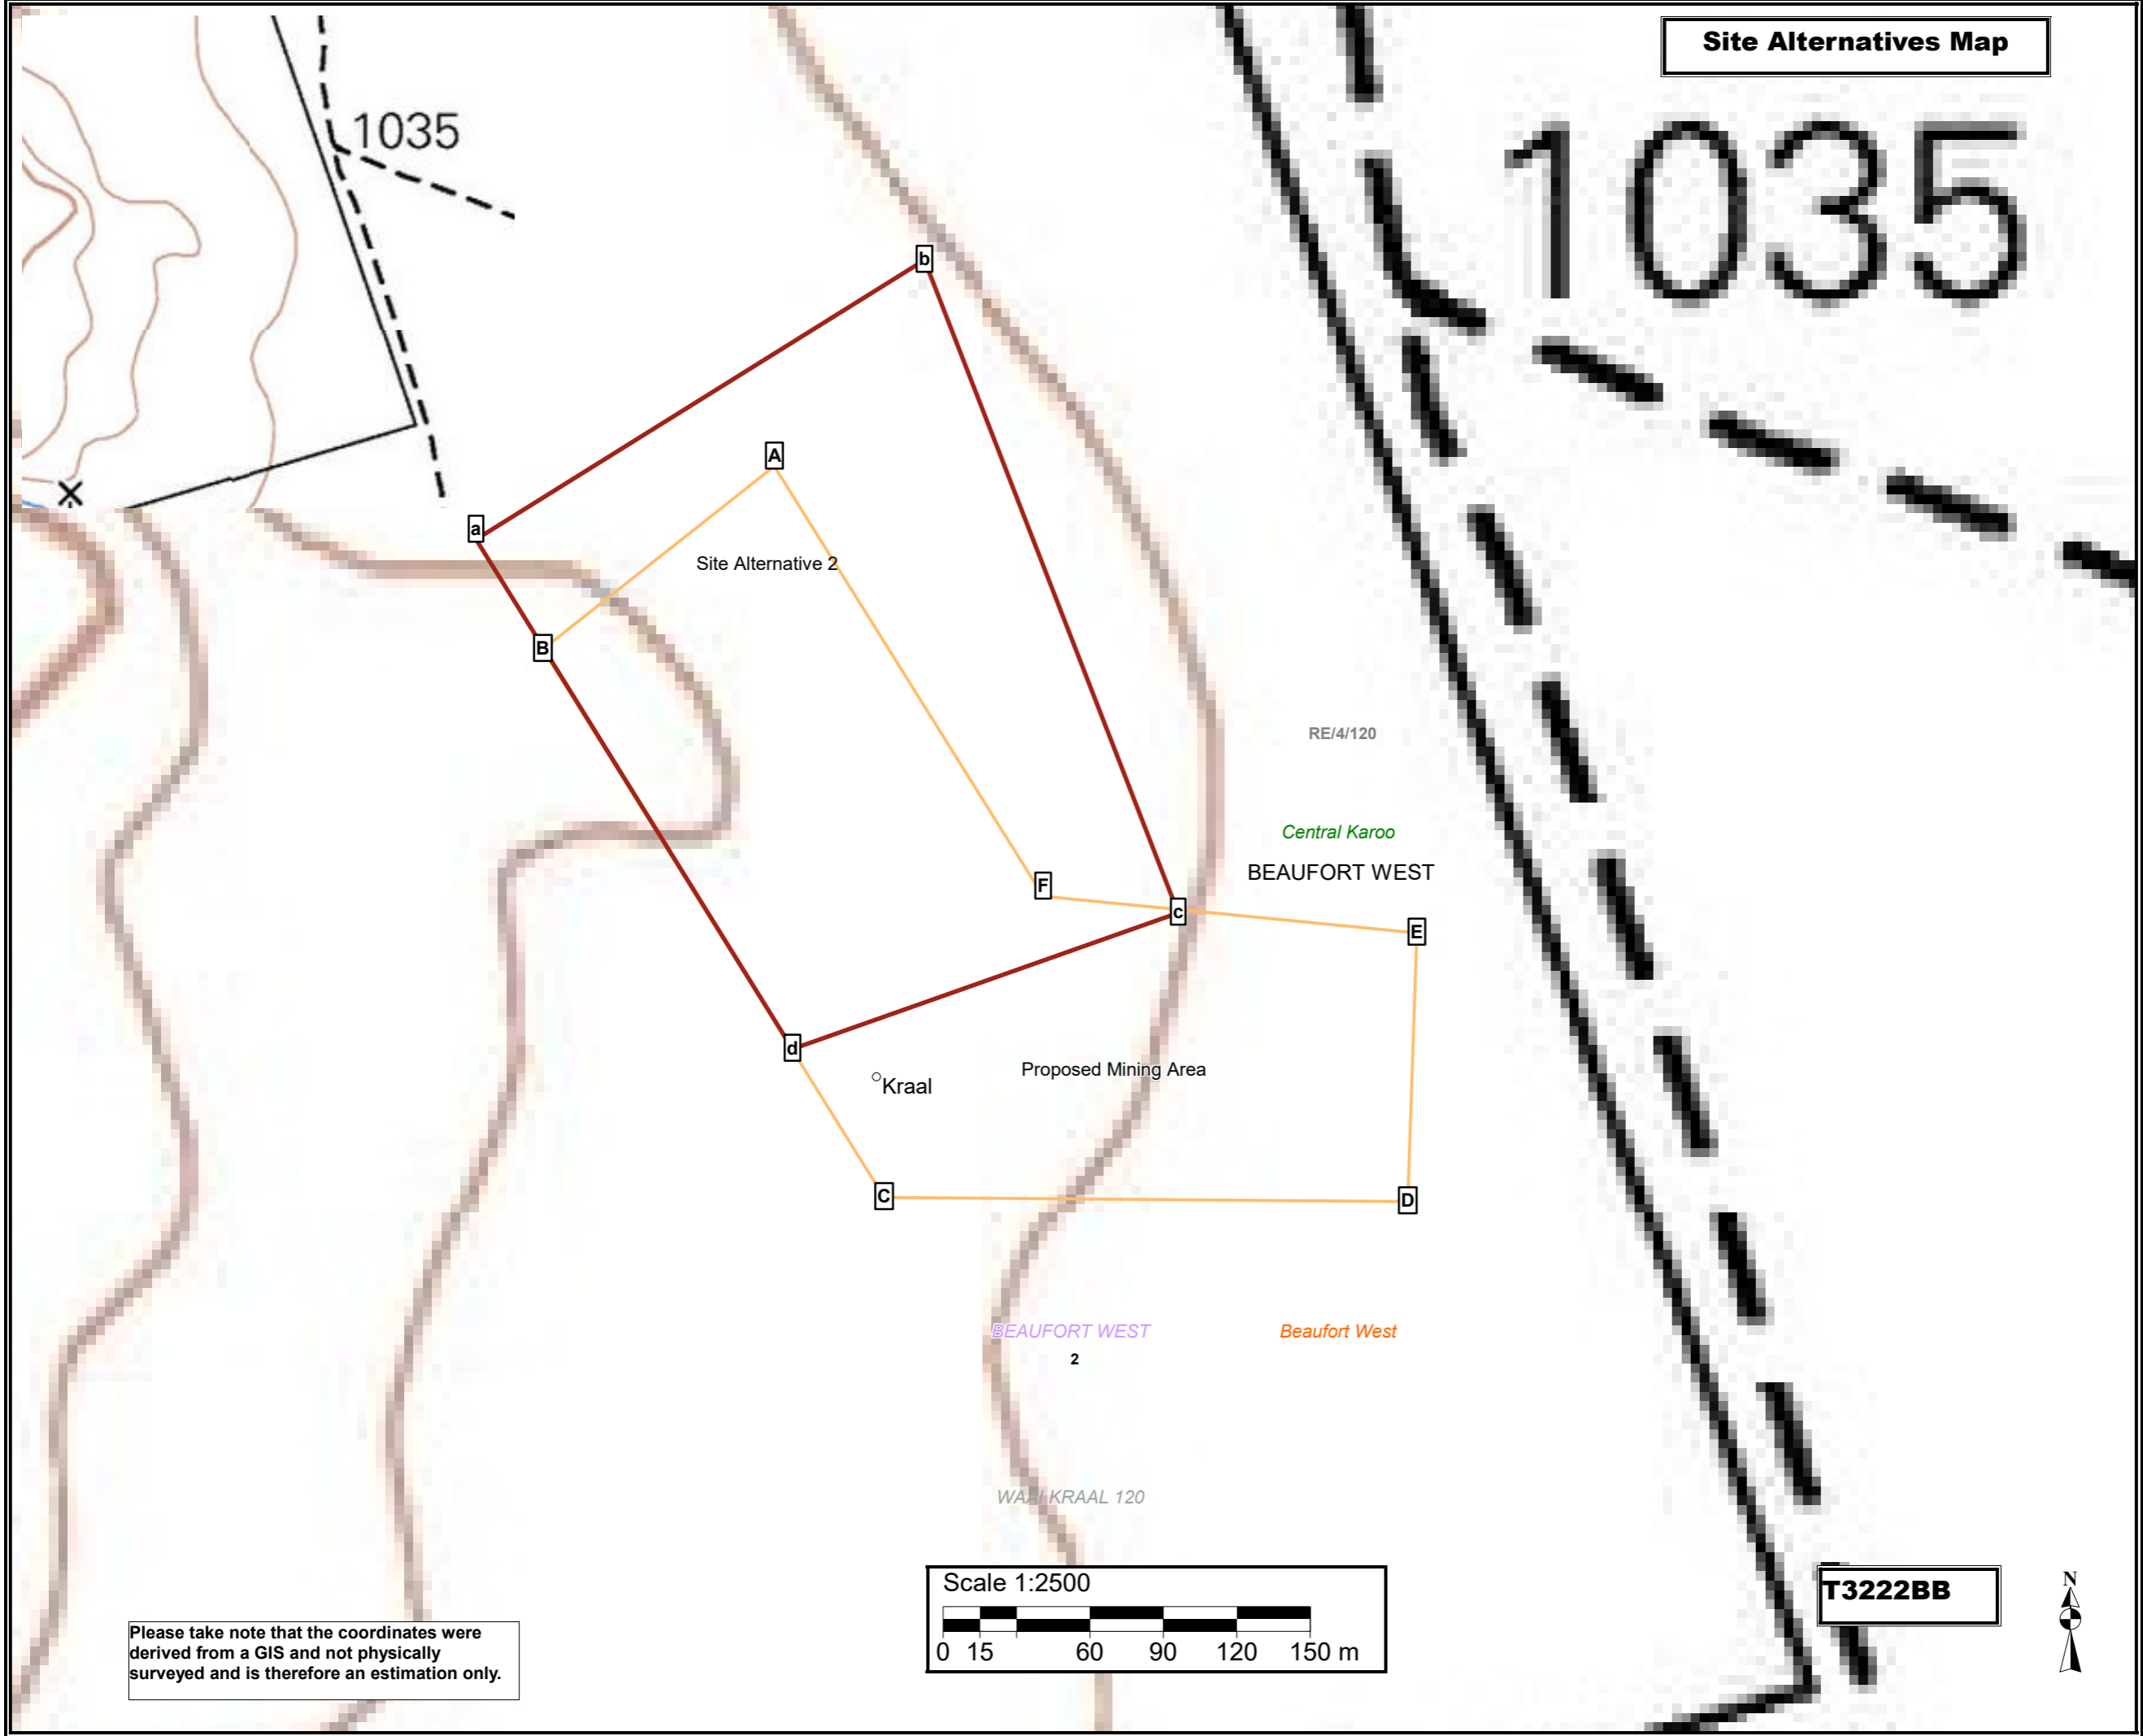 Site Alternatives Map
1035
1035
b
A
a
Site Alternative 2
B
RE/4/120
Central Karoo
BEAUFORT WEST
F
c
E
d
Proposed Mining Area
Kraal
C
D
BEAUFORT WEST
Beaufort West
2
WAAI KRAAL 120
Scale 1:2500
0 15 60 90 120 150 m
T3222BB
N
Please take note that the coordinates were
derived from a GIS and not physically
surveyed and is therefore an estimation only.